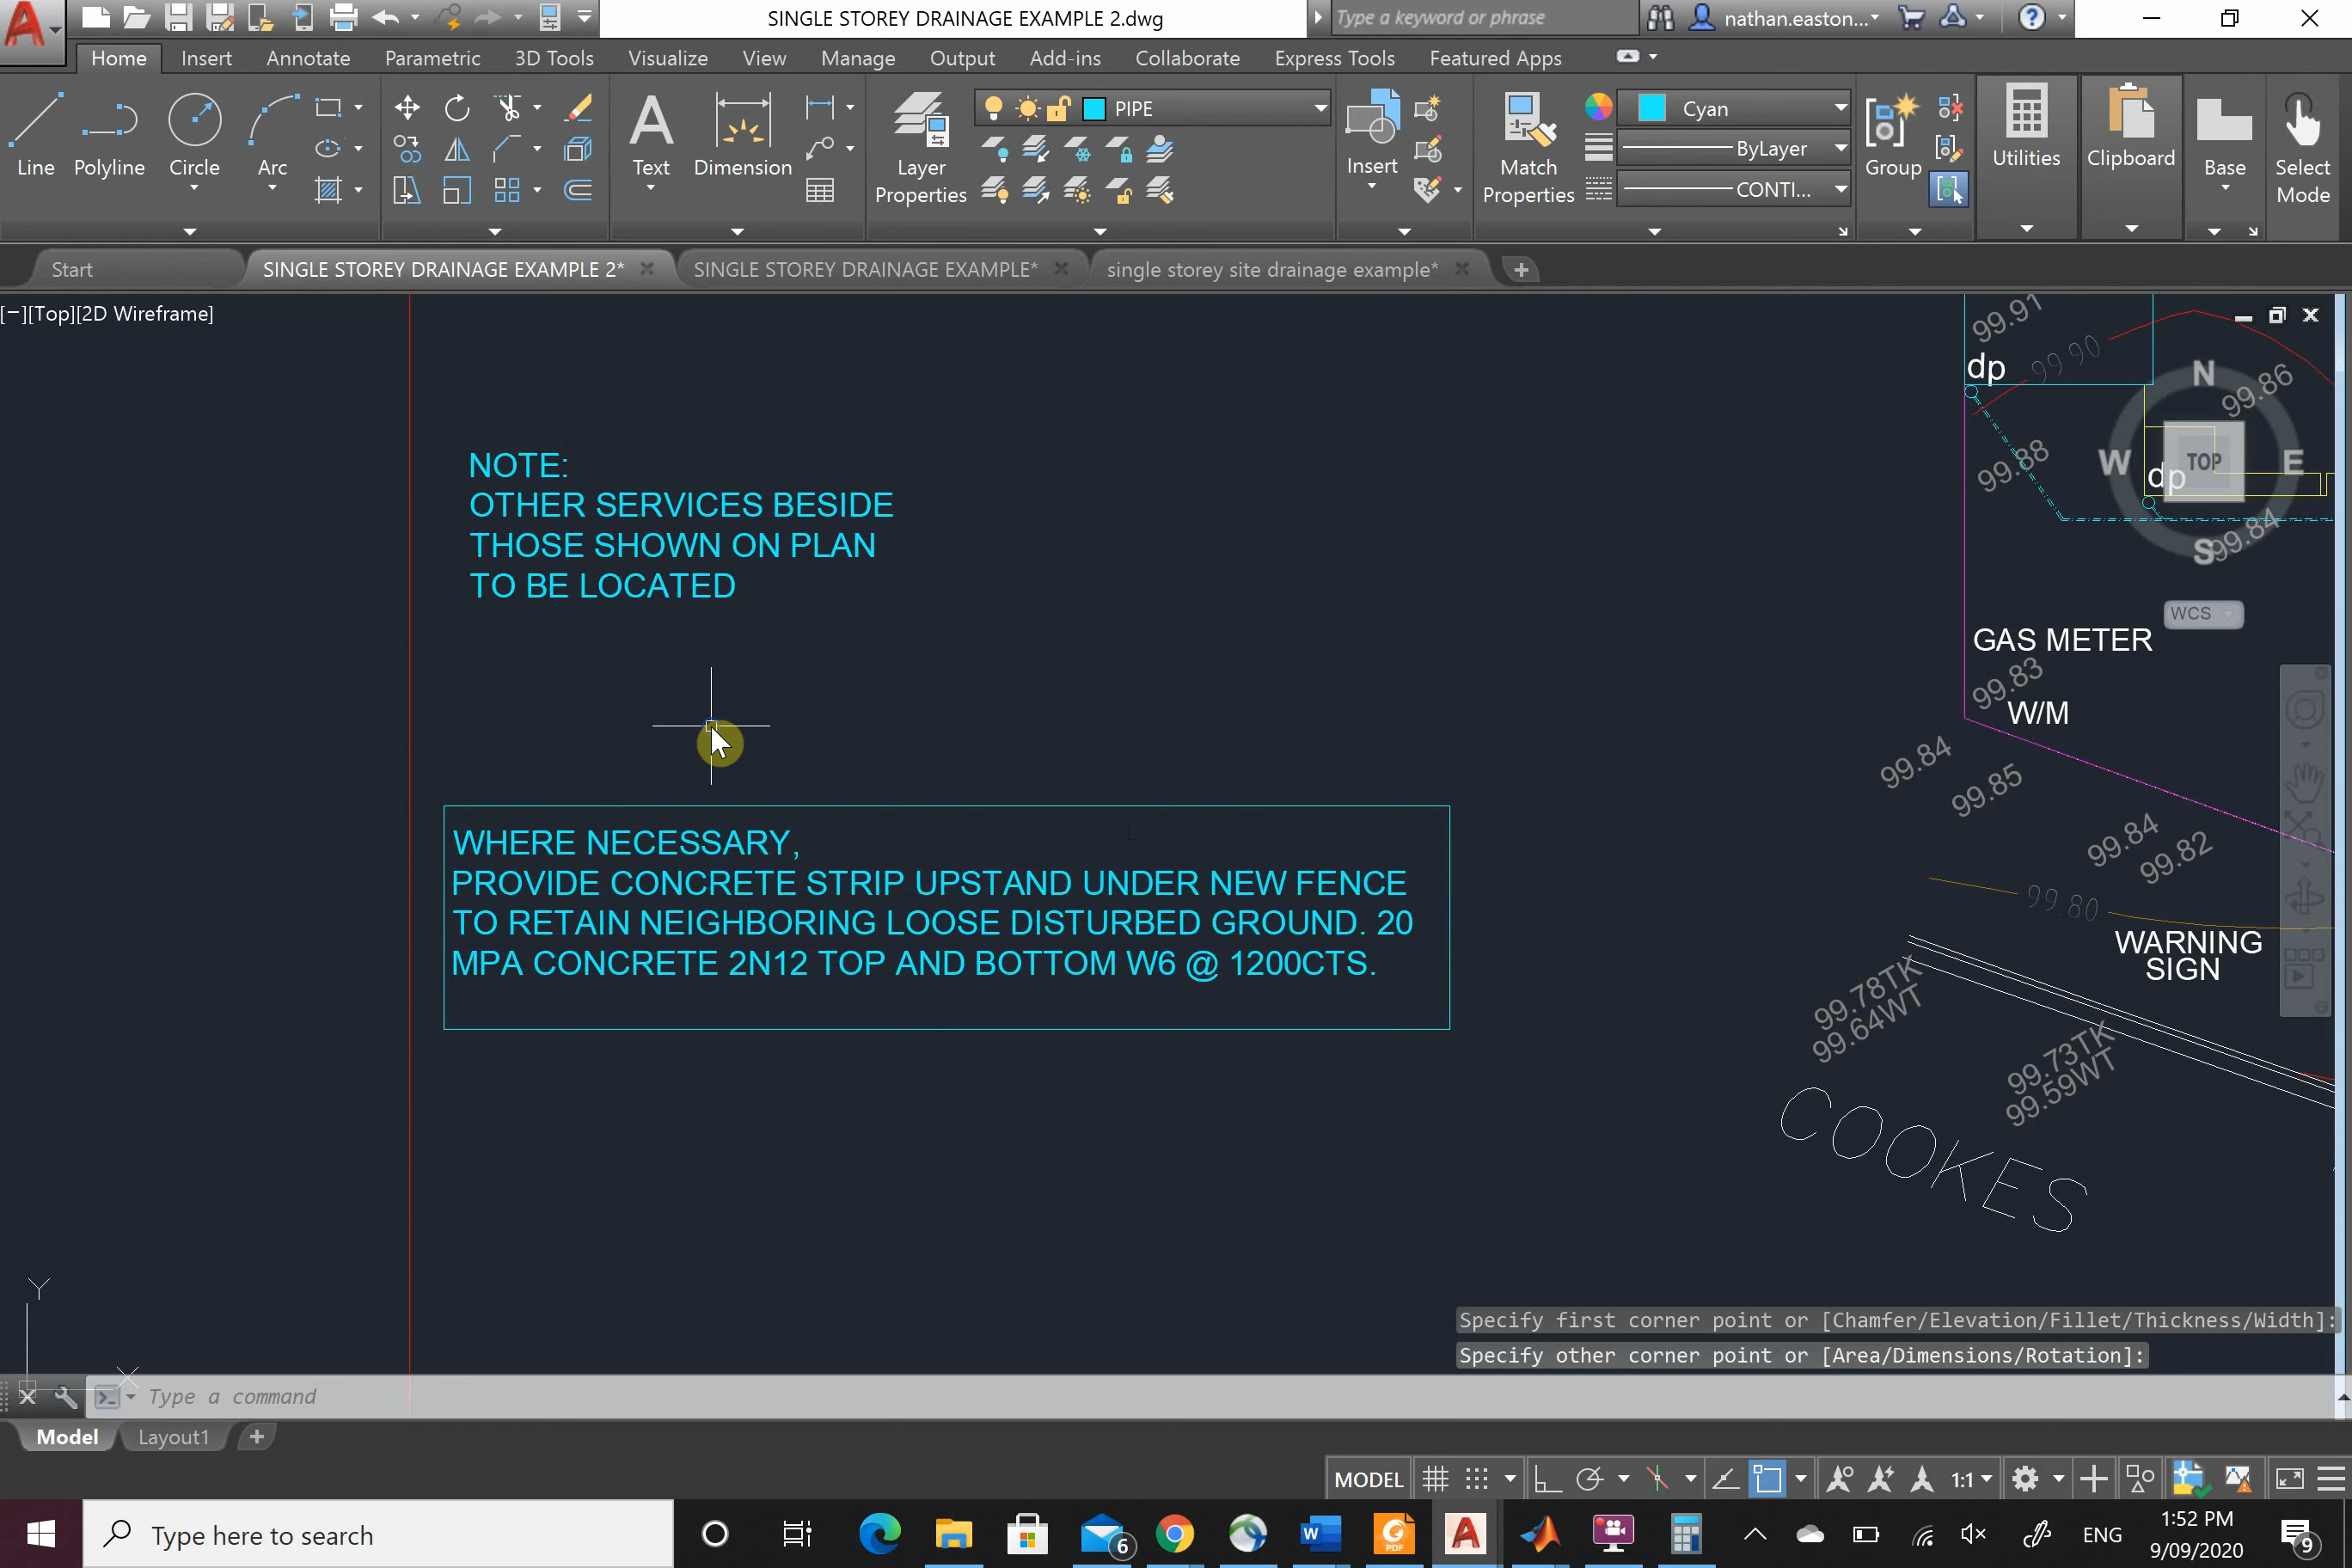 SINGLE STOREY DRAINAGE EXAMPLE 2.dwg
Type a keyword or phrase
nathan.easton...
Home Insert Annotate Parametric 3D Tools Visualize View Manage Output Add-ins Collaborate Express Tools Featured Apps
PIPE
Cyan
ByLayer
CONTI...
Line Polyline Circle Arc
Text Dimension
Layer
Properties
Insert
Match
Properties
Group
Utilities
Clipboard
Base
Select
Mode
Start
SINGLE STOREY DRAINAGE EXAMPLE 2*
SINGLE STOREY DRAINAGE EXAMPLE*
single storey site drainage example*
[−][Top][2D Wireframe]
NOTE:
OTHER SERVICES BESIDE
THOSE SHOWN ON PLAN
TO BE LOCATED
WHERE NECESSARY,
PROVIDE CONCRETE STRIP UPSTAND UNDER NEW FENCE
TO RETAIN NEIGHBORING LOOSE DISTURBED GROUND. 20
MPA CONCRETE 2N12 TOP AND BOTTOM W6 @ 1200CTS.
99.91
99.90
dp
99.86
99.88
dp
99.84
N
W
TOP
E
S
WCS
GAS METER
99.83
W/M
99.84
99.85
99.84
99.82
99.80
WARNING
SIGN
99.78TK
99.64WT
99.73TK
99.59WT
COOKES
Y
X
Specify first corner point or [Chamfer/Elevation/Fillet/Thickness/Width]:
Specify other corner point or [Area/Dimensions/Rotation]:
Type a command
Model Layout1
MODEL
1:1
Type here to search
6
ENG
1:52 PM
9/09/2020
9